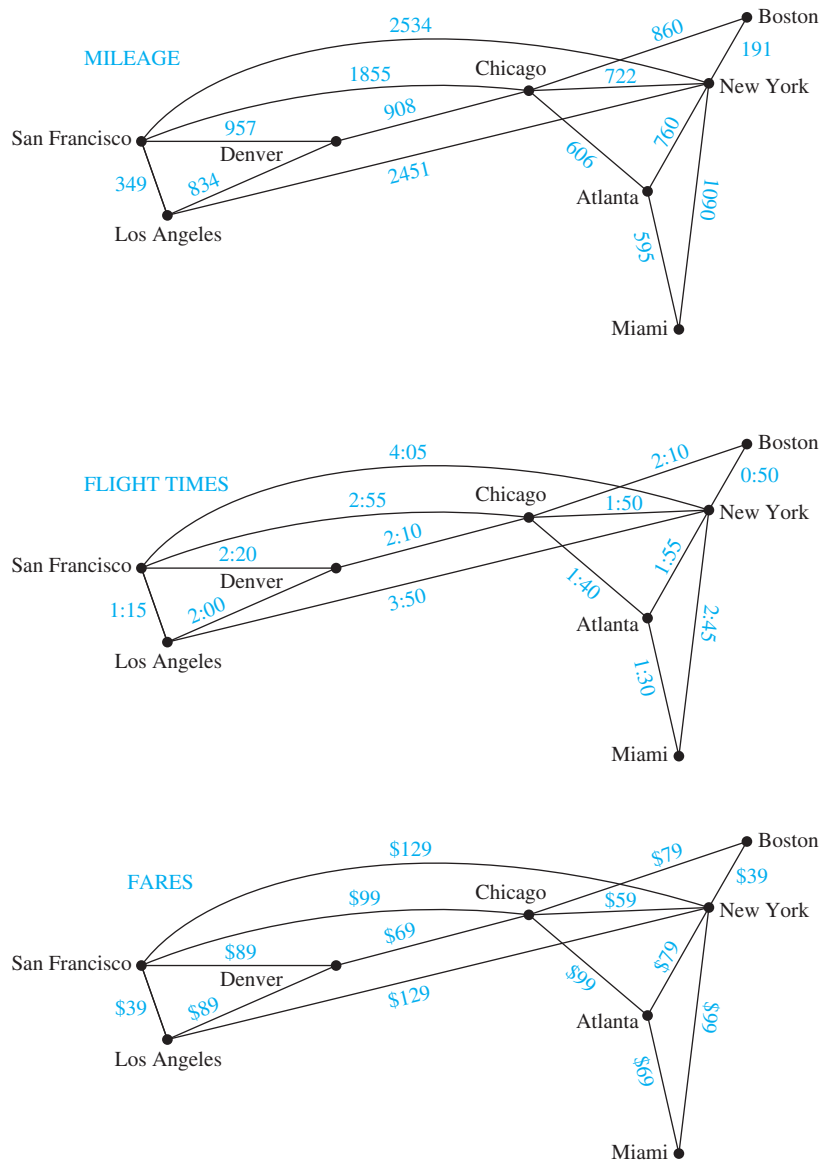 2534
860
Boston
191
MILEAGE
1855
Chicago
722
New York
908
San Francisco
957
Denver
760
606
2451
349
834
Atlanta
1090
Los Angeles
595
Miami
4:05
2:10
Boston
0:50
FLIGHT TIMES
2:55
Chicago
1:50
New York
2:10
San Francisco
2:20
Denver
1:55
1:40
3:50
1:15
2:00
Atlanta
2:45
Los Angeles
1:30
Miami
$129
$79
Boston
$39
FARES
$99
Chicago
$59
New York
$69
San Francisco
$89
Denver
$79
$99
$129
$39
$89
Atlanta
$99
Los Angeles
$69
Miami